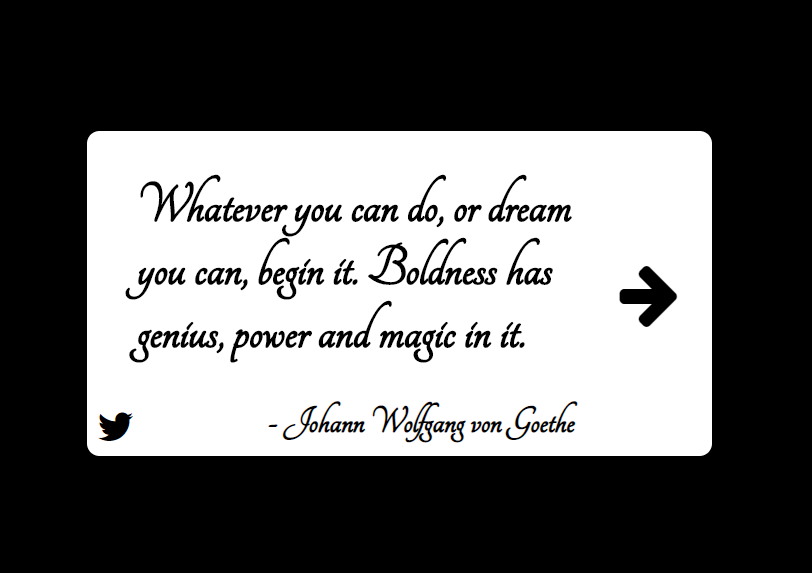 Whatever you can do, or dream
you can, begin it. Boldness has
genius, power and magic in it.
- Johann Wolfgang von Goethe